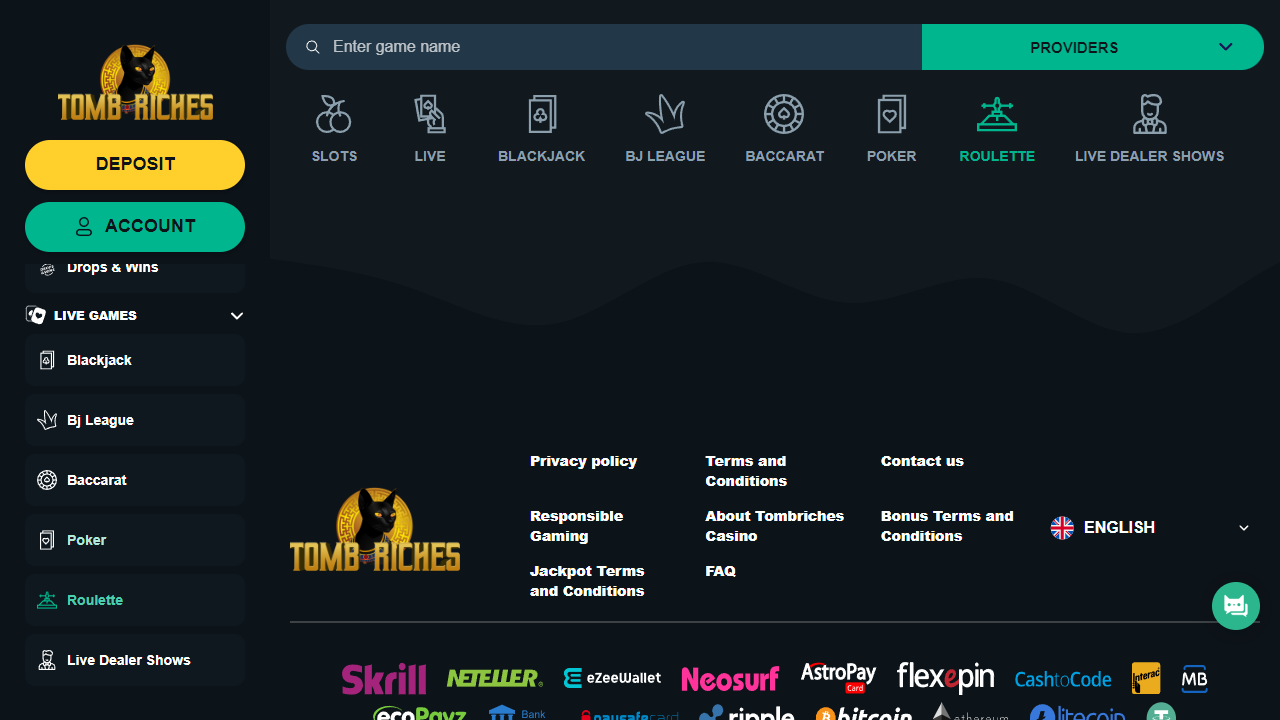 TOMB RICHES
DEPOSIT
ACCOUNT
Drops & Wins
LIVE GAMES
Blackjack
Bj League
Baccarat
Poker
Roulette
Live Dealer Shows
Enter game name
PROVIDERS
SLOTS
LIVE
BLACKJACK
BJ LEAGUE
BACCARAT
POKER
ROULETTE
LIVE DEALER SHOWS
TOMB RICHES
Privacy policy
Terms and
Conditions
Contact us
Responsible
Gaming
About Tombriches
Casino
Bonus Terms and
Conditions
Jackpot Terms
and Conditions
FAQ
ENGLISH
Skrill
NETELLER
eZeeWallet
Neosurf
AstroPay
Card
flexepin
CashtoCode
Interac
MB
ecoPayz
Bank
paysafecard
ripple
bitcoin
ethereum
litecoin